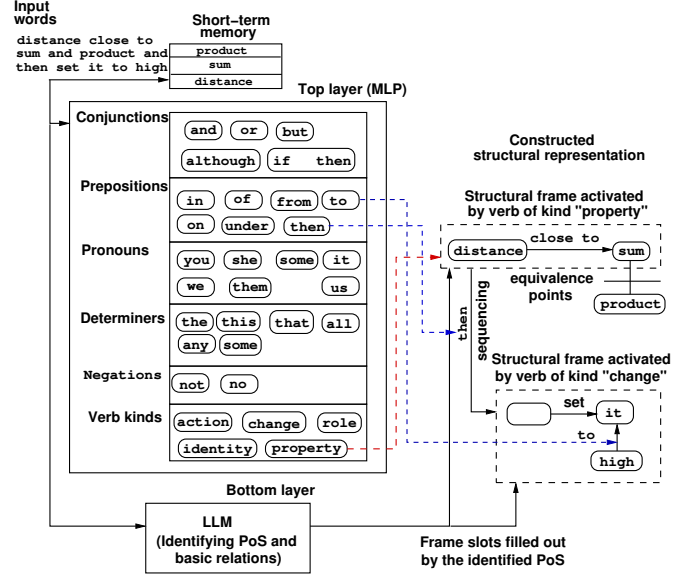 Input
words
distance close to
sum and product and
then set it to high
Short-term
memory
product
sum
distance
Top layer (MLP)
Conjunctions
and or but
although if then
Prepositions
in of from to
on under then
Pronouns
you she some it
we them us
Determiners
the this that all
any some
Negations
not no
Verb kinds
action change role
identity property
Bottom layer
LLM
(Identifying PoS and
basic relations)
Constructed
structural representation
Structural frame activated
by verb of kind "property"
distance close to sum
equivalence
points
product
then
sequencing
Structural frame activated
by verb of kind "change"
set it
to
high
Frame slots filled out
by the identified PoS